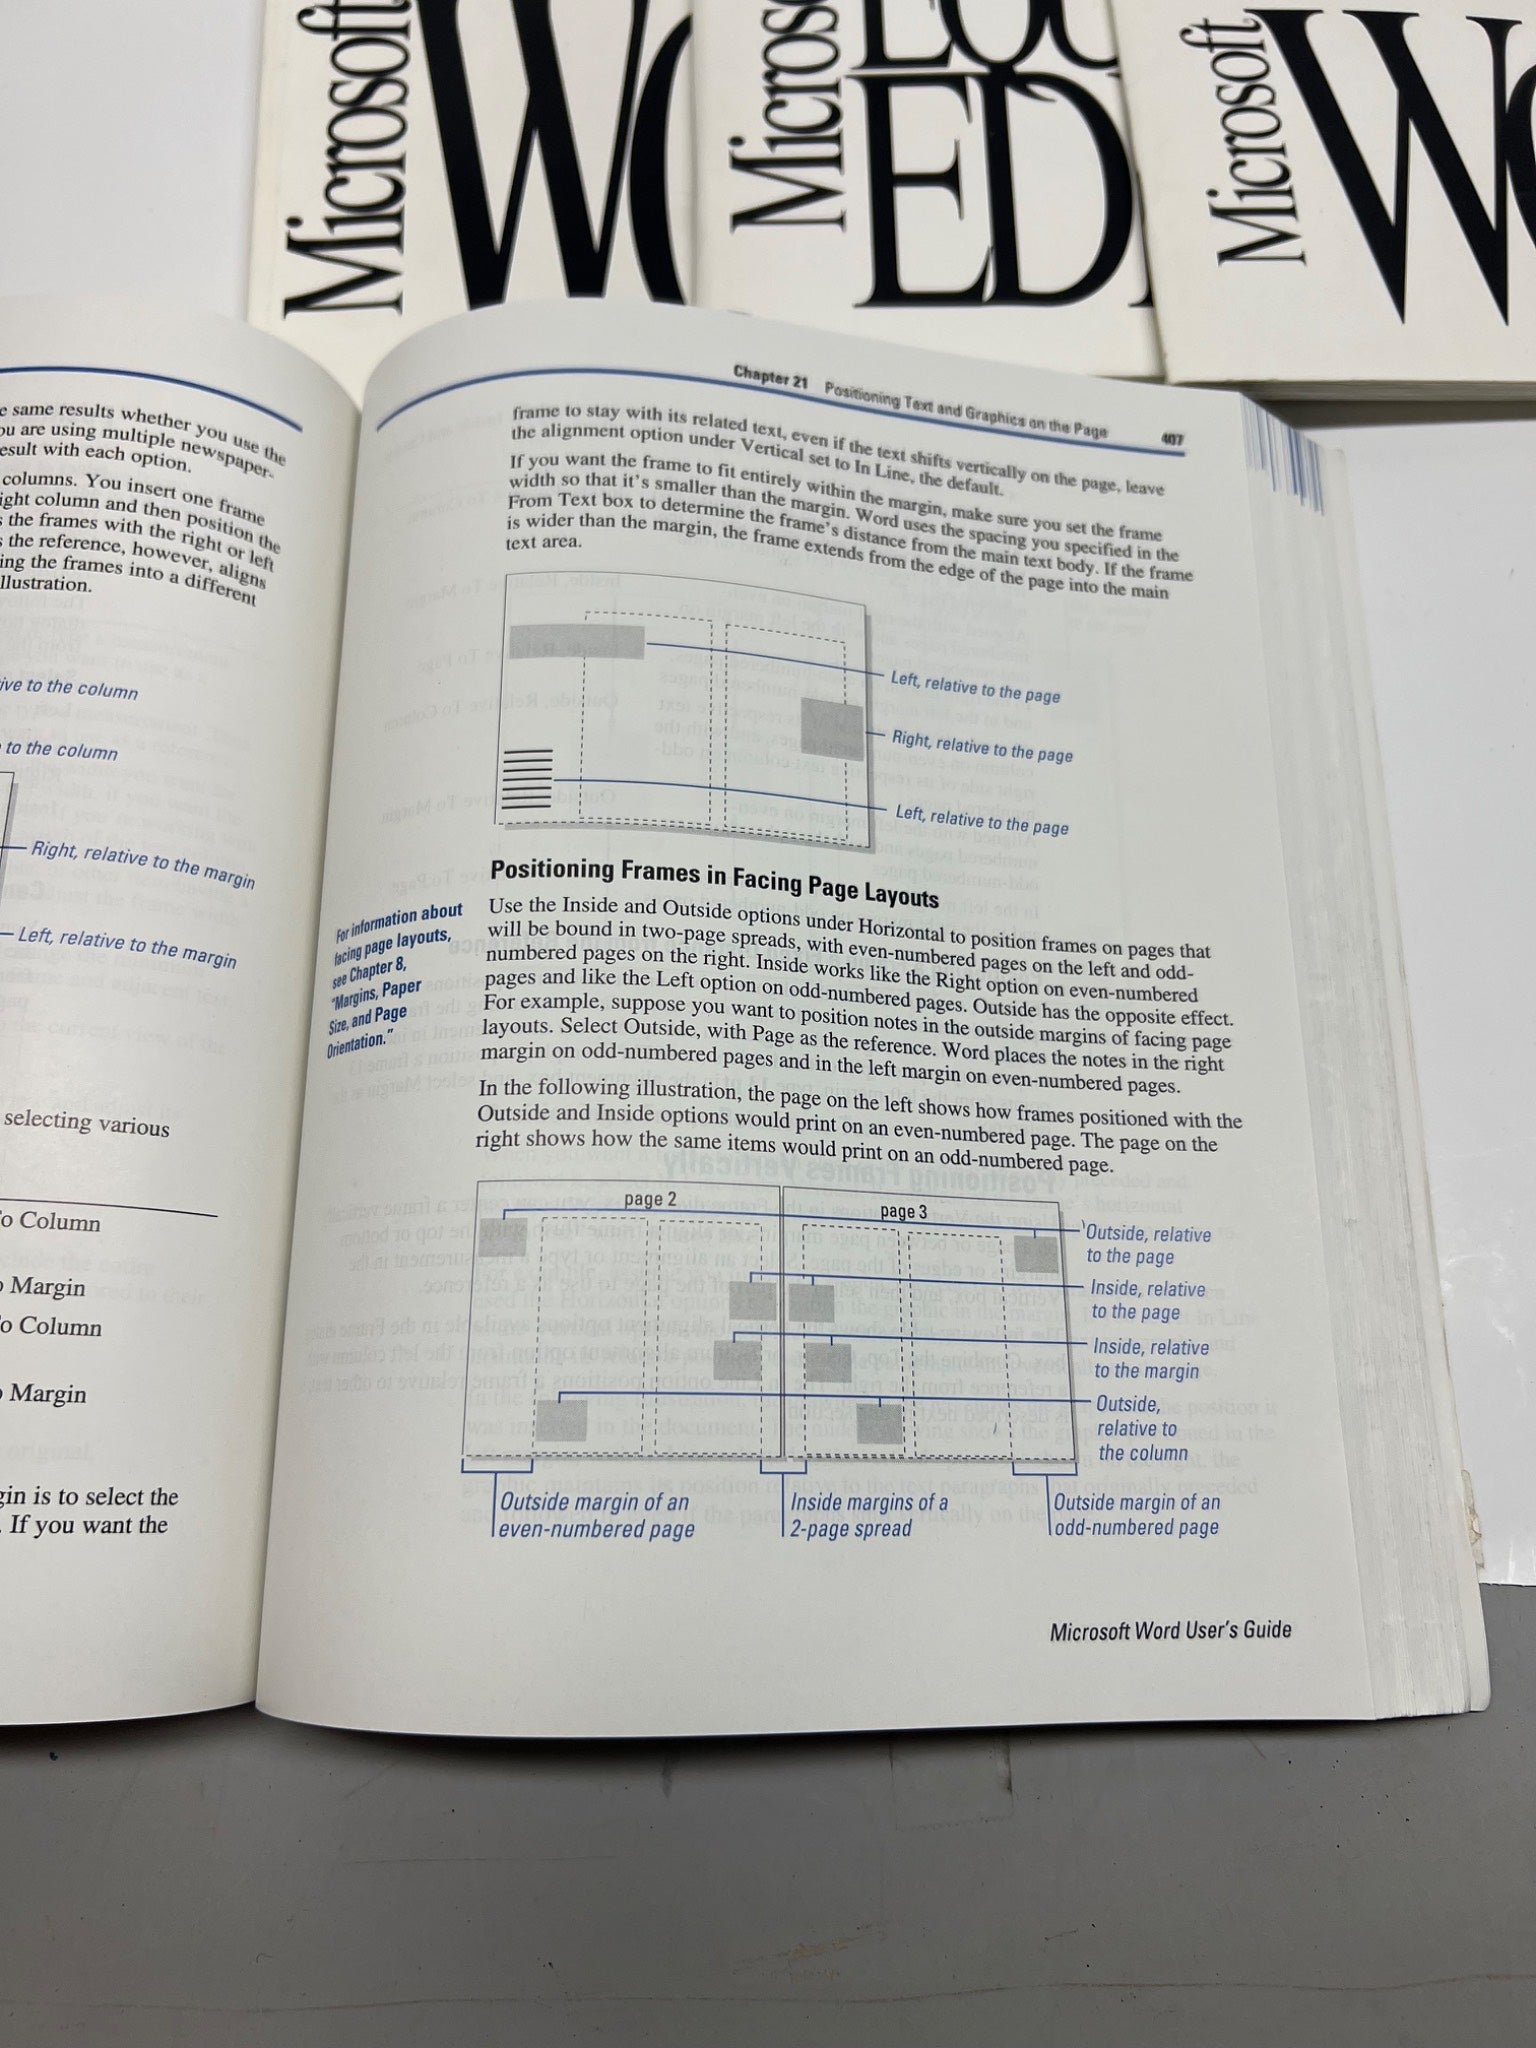 Microsoft
Microsoft
ED
Microsoft
W
e same results whether you use the
ou are using multiple newspaper-
esult with each option.
columns. You insert one frame
ight column and then position the
s the frames with the right or left
s the reference, however, aligns
ing the frames into a different
llustration.
ive to the column
to the column
Right, relative to the margin
Left, relative to the margin
selecting various
o Column
o Margin
o Column
o Margin
gin is to select the
. If you want the
Chapter 21 Positioning Text and Graphics on the Page 407
frame to stay with its related text, even if the text shifts vertically on the page, leave
the alignment option under Vertical set to In Line, the default.
If you want the frame to fit entirely within the margin, make sure you set the frame
width so that it's smaller than the margin. Word uses the spacing you specified in the
From Text box to determine the frame's distance from the main text body. If the frame
is wider than the margin, the frame extends from the edge of the page into the main
text area.
Left, relative to the page
Right, relative to the page
Left, relative to the page
Positioning Frames in Facing Page Layouts
For information about
facing page layouts,
see Chapter 8,
"Margins, Paper
Size, and Page
Orientation."
Use the Inside and Outside options under Horizontal to position frames on pages that
will be bound in two-page spreads, with even-numbered pages on the left and odd-
numbered pages on the right. Inside works like the Right option on even-numbered
pages and like the Left option on odd-numbered pages. Outside has the opposite effect.
For example, suppose you want to position notes in the outside margins of facing page
layouts. Select Outside, with Page as the reference. Word places the notes in the right
margin on odd-numbered pages and in the left margin on even-numbered pages.
In the following illustration, the page on the left shows how frames positioned with the
Outside and Inside options would print on an even-numbered page. The page on the
right shows how the same items would print on an odd-numbered page.
page 2
page 3
Outside, relative
to the page
Inside, relative
to the page
Inside, relative
to the margin
Outside,
relative to
the column
Outside margin of an
even-numbered page
Inside margins of a
2-page spread
Outside margin of an
odd-numbered page
Microsoft Word User's Guide